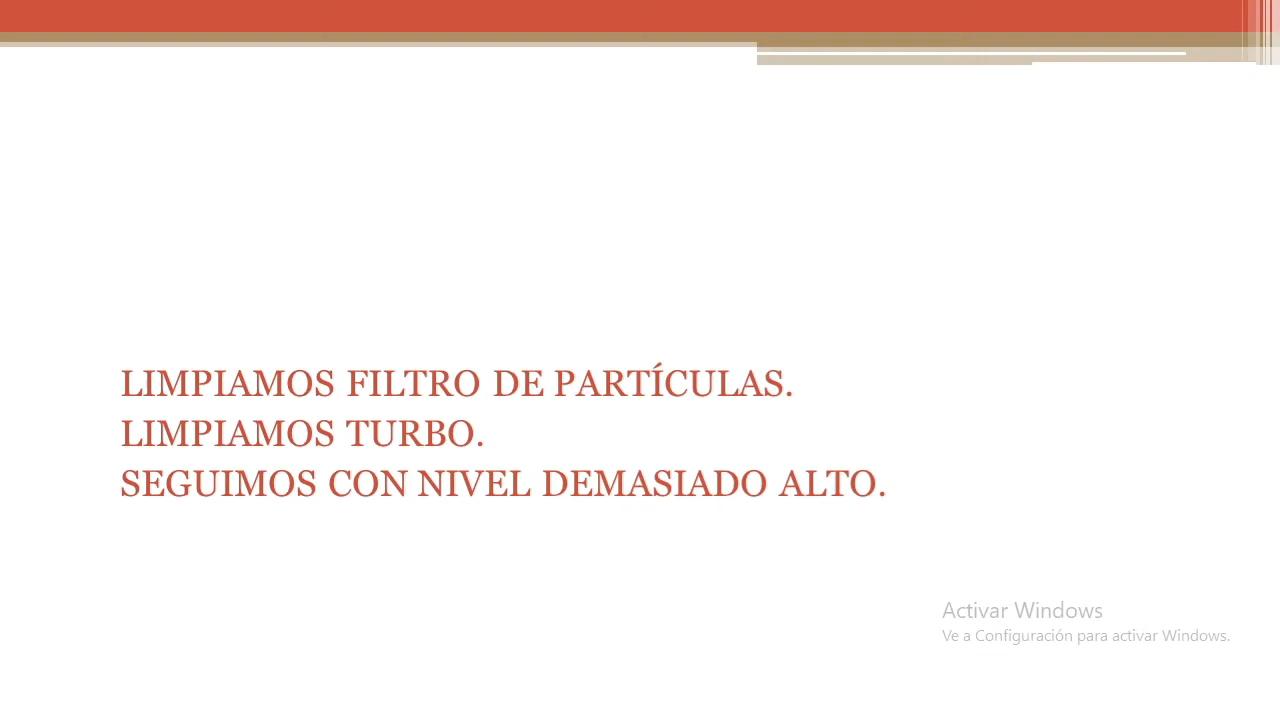 LIMPIAMOS FILTRO DE PARTÍCULAS.
LIMPIAMOS TURBO.
SEGUIMOS CON NIVEL DEMASIADO ALTO.
Activar Windows
Ve a Configuración para activar Windows.